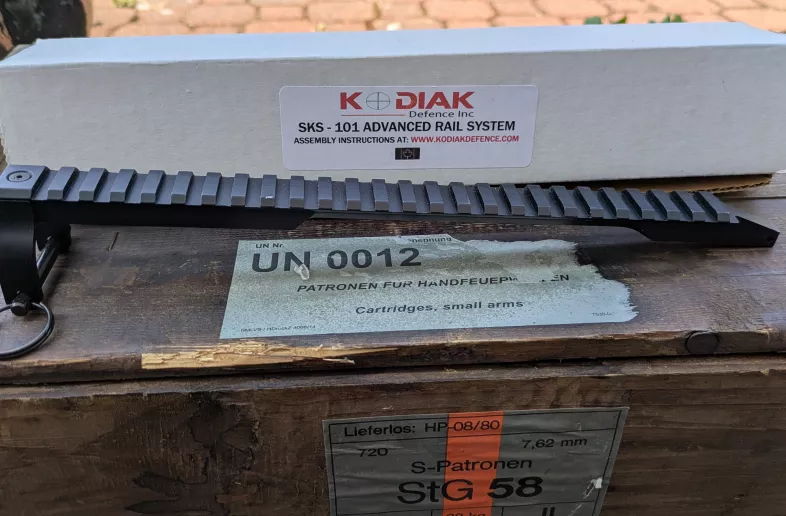 KODIAK
Defence Inc
SKS - 101 ADVANCED RAIL SYSTEM
ASSEMBLY INSTRUCTIONS AT: WWW.KODIAKDEFENCE.COM
UN Nr.
UN 0012
PATRONEN FÜR
Cartridges, small arms
Lieferlos: HP-08/80
720 7,62-mm
S-Patronen
StG 58